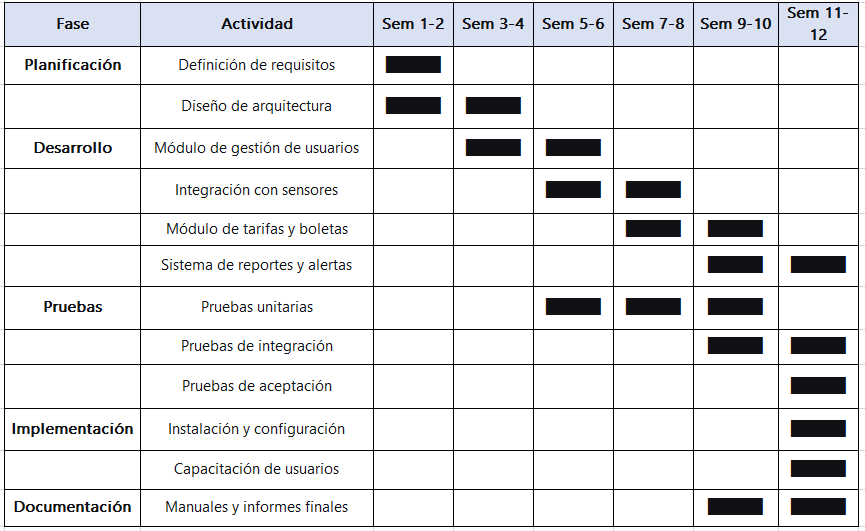 Fase Actividad Sem 1-2 Sem 3-4 Sem 5-6 Sem 7-8 Sem 9-10 Sem 11-
12
Planificación Definición de requisitos
Diseño de arquitectura
Desarrollo Módulo de gestión de usuarios
Integración con sensores
Módulo de tarifas y boletas
Sistema de reportes y alertas
Pruebas Pruebas unitarias
Pruebas de integración
Pruebas de aceptación
Implementación Instalación y configuración
Capacitación de usuarios
Documentación Manuales y informes finales